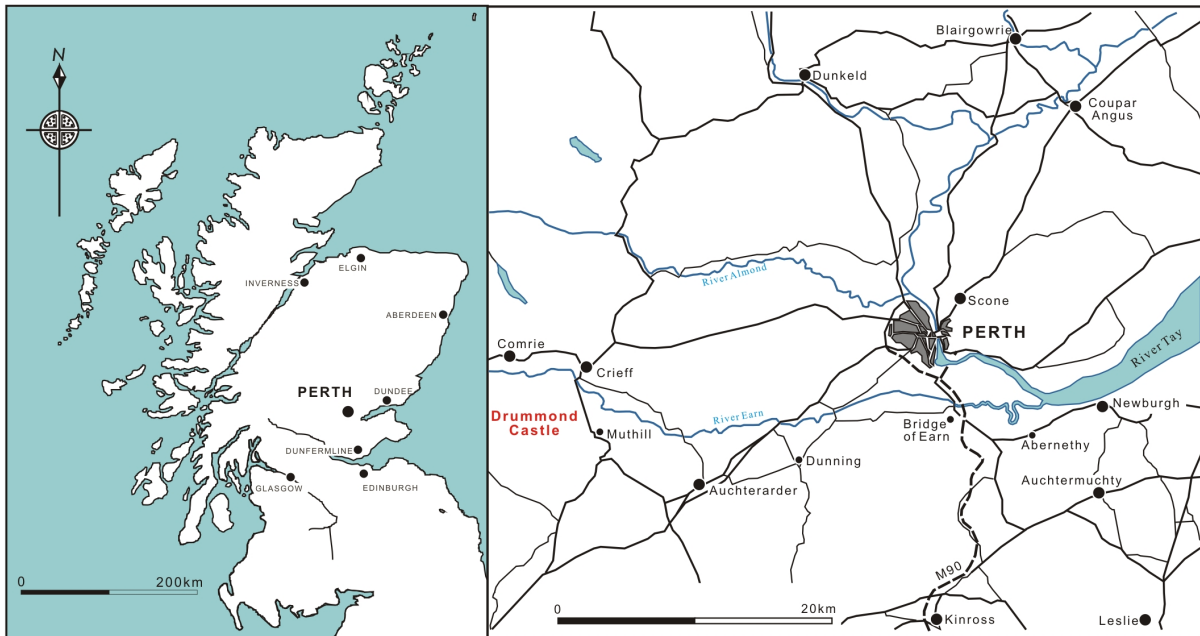 N
ELGIN
INVERNESS
ABERDEEN
PERTH
DUNDEE
DUNFERMLINE
GLASGOW
EDINBURGH
0
200km
Blairgowrie
Dunkeld
Coupar
Angus
River Almond
Scone
PERTH
River Tay
Comrie
Crieff
Drummond
Castle
Muthill
River Earn
Bridge
of Earn
Newburgh
Abernethy
Dunning
Auchterarder
Auchtermuchty
M90
0
20km
Kinross
Leslie